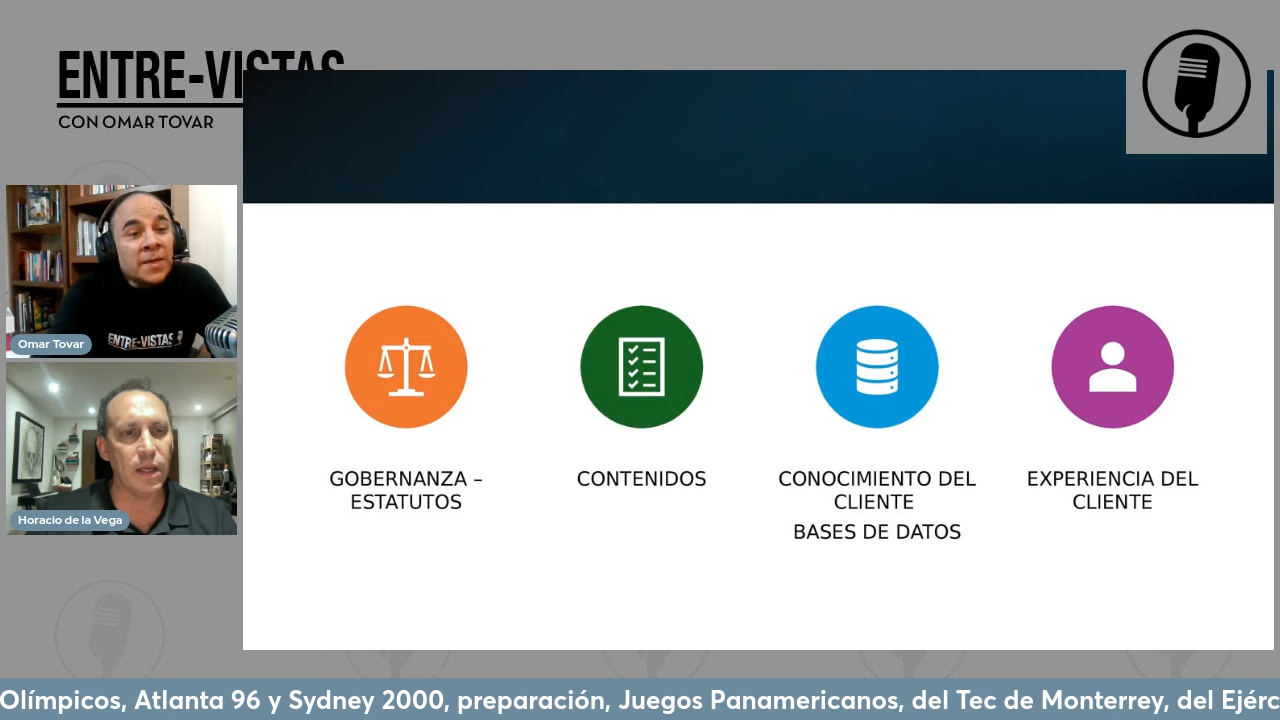 ENTRE-VISTAS
CON OMAR TOVAR
ENTRE-VISTAS
Omar Tovar
Horacio de la Vega
GOBERNANZA –
ESTATUTOS
CONTENIDOS
CONOCIMIENTO DEL
CLIENTE
BASES DE DATOS
EXPERIENCIA DEL
CLIENTE
Olímpicos, Atlanta 96 y Sydney 2000, preparación, Juegos Panamericanos, del Tec de Monterrey, del Ejérc